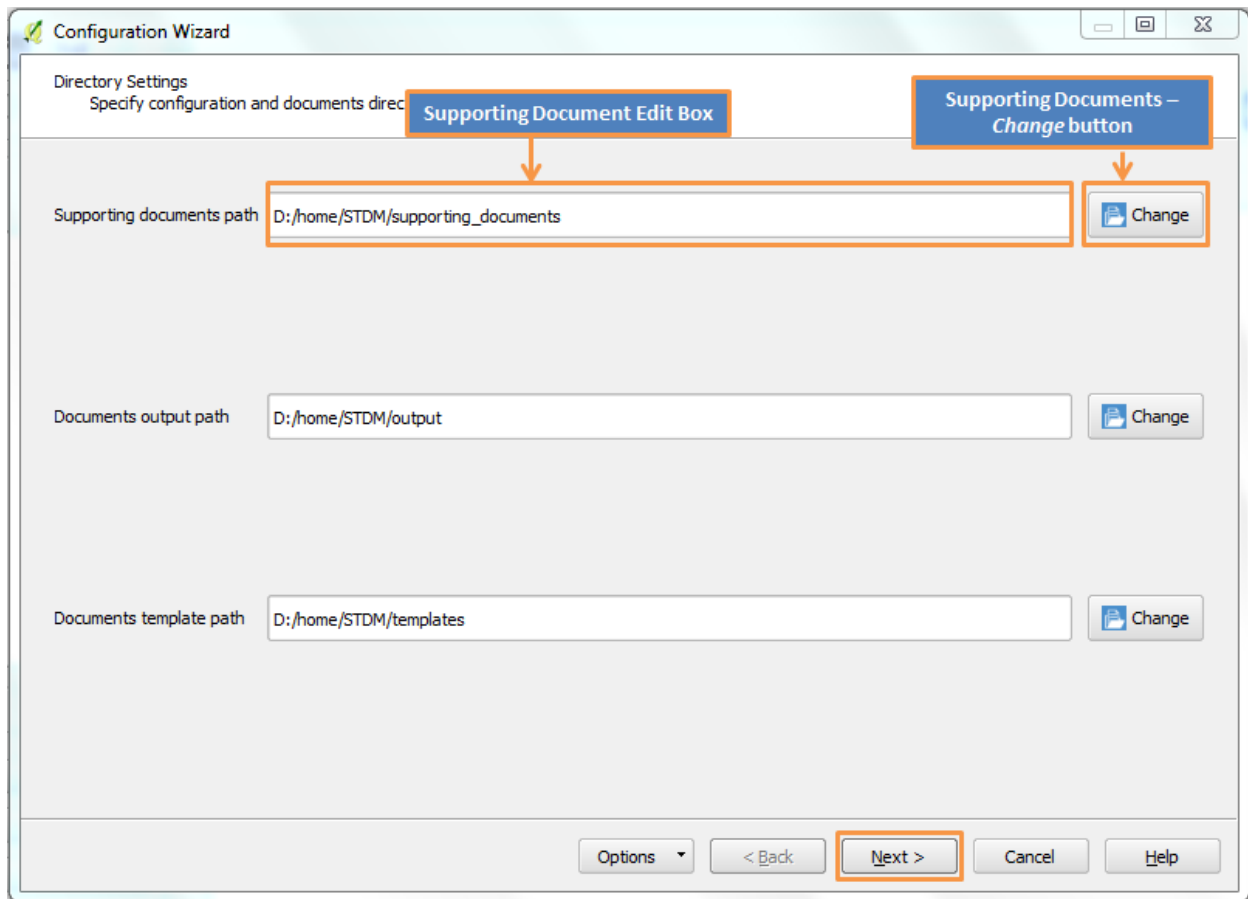 Configuration Wizard
Directory Settings
Specify configuration and documents direc
Supporting Document Edit Box
Supporting Documents –
Change button
Supporting documents path
D:/home/STDM/supporting_documents
Change
Documents output path
D:/home/STDM/output
Change
Documents template path
D:/home/STDM/templates
Change
Options
< Back
Next >
Cancel
Help